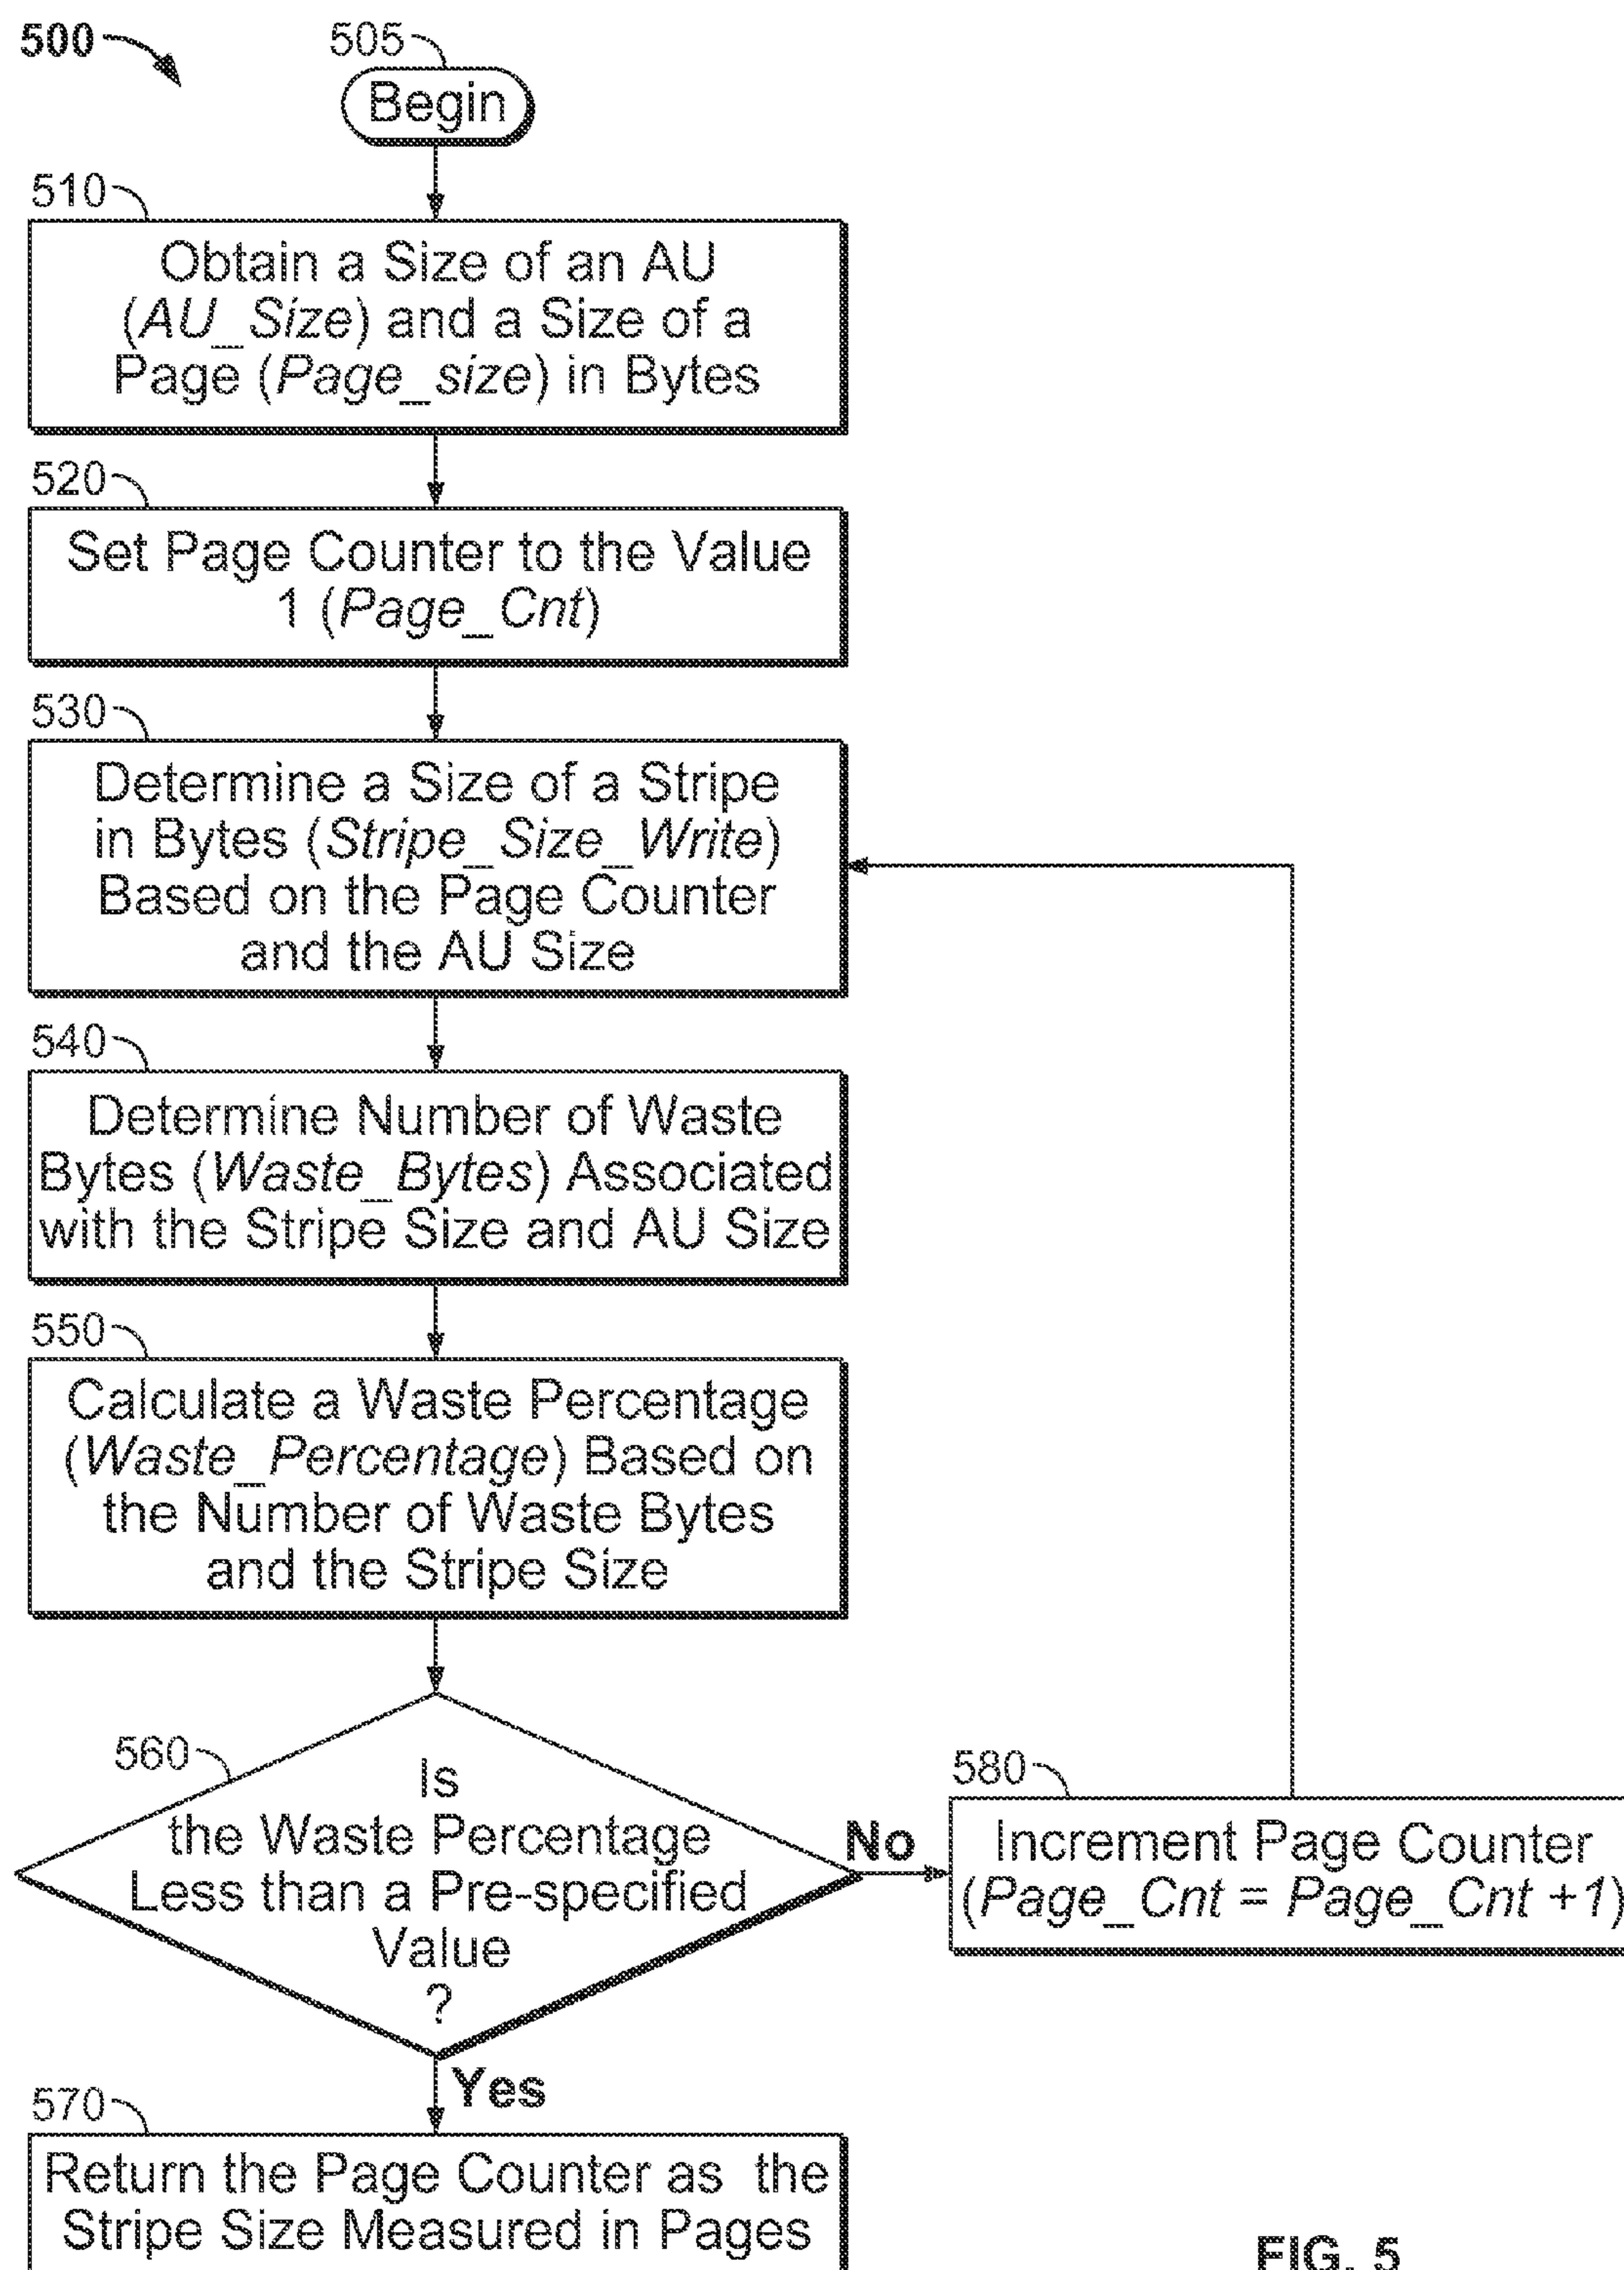 500
505
Begin
510
Obtain a Size of an AU
(AU_Size) and a Size of a
Page (Page_size) in Bytes
520
Set Page Counter to the Value
1 (Page_Cnt)
530
Determine a Size of a Stripe
in Bytes (Stripe_Size_Write)
Based on the Page Counter
and the AU Size
540
Determine Number of Waste
Bytes (Waste_Bytes) Associated
with the Stripe Size and AU Size
550
Calculate a Waste Percentage
(Waste_Percentage) Based on
the Number of Waste Bytes
and the Stripe Size
560
Is
the Waste Percentage
Less than a Pre-specified
Value
?
No
580
Increment Page Counter
(Page_Cnt = Page_Cnt +1)
Yes
570
Return the Page Counter as the
Stripe Size Measured in Pages
FIG. 5